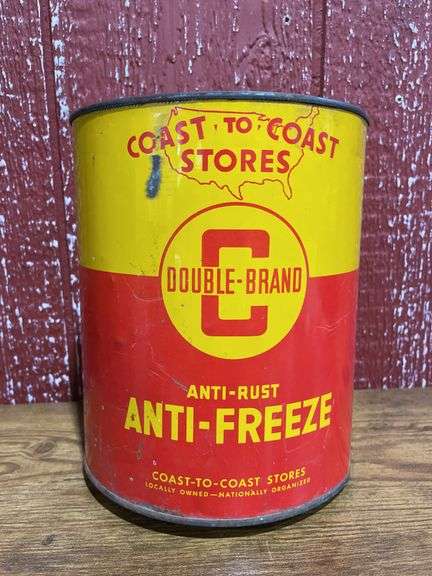 COAST-TO-COAST
STORES
C
DOUBLE-BRAND
ANTI-RUST
ANTI-FREEZE
COAST-TO-COAST STORES
LOCALLY OWNED—NATIONALLY ORGANIZED